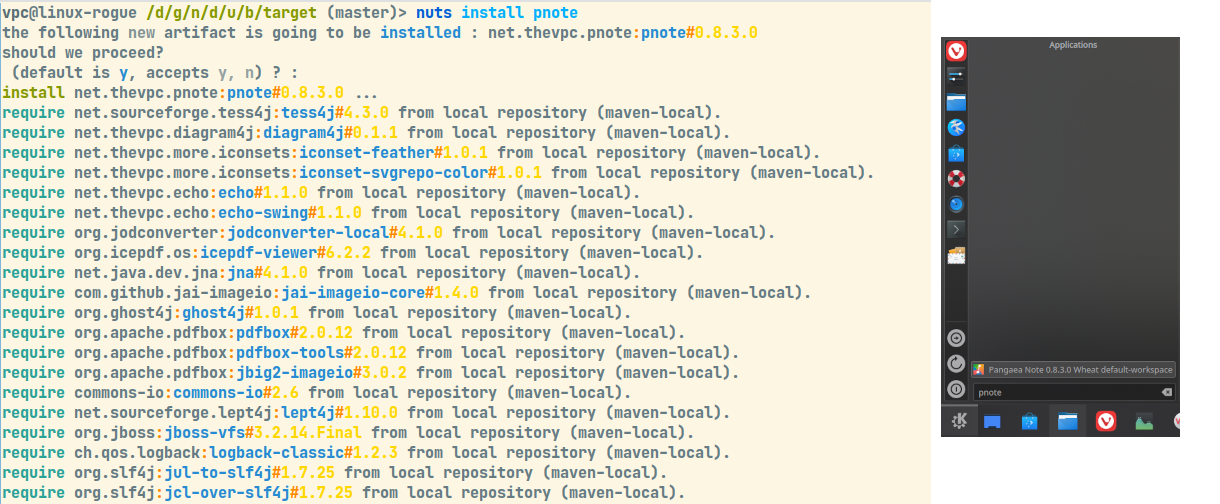 vpc@linux-rogue /d/g/n/d/u/b/target (master)> nuts install pnote
the following new artifact is going to be installed : net.thevpc.pnote:pnote#0.8.3.0
should we proceed?
 (default is y, accepts y, n) ? :
install net.thevpc.pnote:pnote#0.8.3.0 ...
require net.sourceforge.tess4j:tess4j#4.3.0 from local repository (maven-local).
require net.thevpc.diagram4j:diagram4j#0.1.1 from local repository (maven-local).
require net.thevpc.more.iconsets:iconset-feather#1.0.1 from local repository (maven-local).
require net.thevpc.more.iconsets:iconset-svgrepo-color#1.0.1 from local repository (maven-local).
require net.thevpc.echo:echo#1.1.0 from local repository (maven-local).
require net.thevpc.echo:echo-swing#1.1.0 from local repository (maven-local).
require org.jodconverter:jodconverter-local#4.1.0 from local repository (maven-local).
require org.icepdf.os:icepdf-viewer#6.2.2 from local repository (maven-local).
require net.java.dev.jna:jna#4.1.0 from local repository (maven-local).
require com.github.jai-imageio:jai-imageio-core#1.4.0 from local repository (maven-local).
require org.ghost4j:ghost4j#1.0.1 from local repository (maven-local).
require org.apache.pdfbox:pdfbox#2.0.12 from local repository (maven-local).
require org.apache.pdfbox:pdfbox-tools#2.0.12 from local repository (maven-local).
require org.apache.pdfbox:jbig2-imageio#3.0.2 from local repository (maven-local).
require commons-io:commons-io#2.6 from local repository (maven-local).
require net.sourceforge.lept4j:lept4j#1.10.0 from local repository (maven-local).
require org.jboss:jboss-vfs#3.2.14.Final from local repository (maven-local).
require ch.qos.logback:logback-classic#1.2.3 from local repository (maven-local).
require org.slf4j:jul-to-slf4j#1.7.25 from local repository (maven-local).
require org.slf4j:jcl-over-slf4j#1.7.25 from local repository (maven-local).
Applications
Pangaea Note 0.8.3.0 Wheat default-workspace
pnote